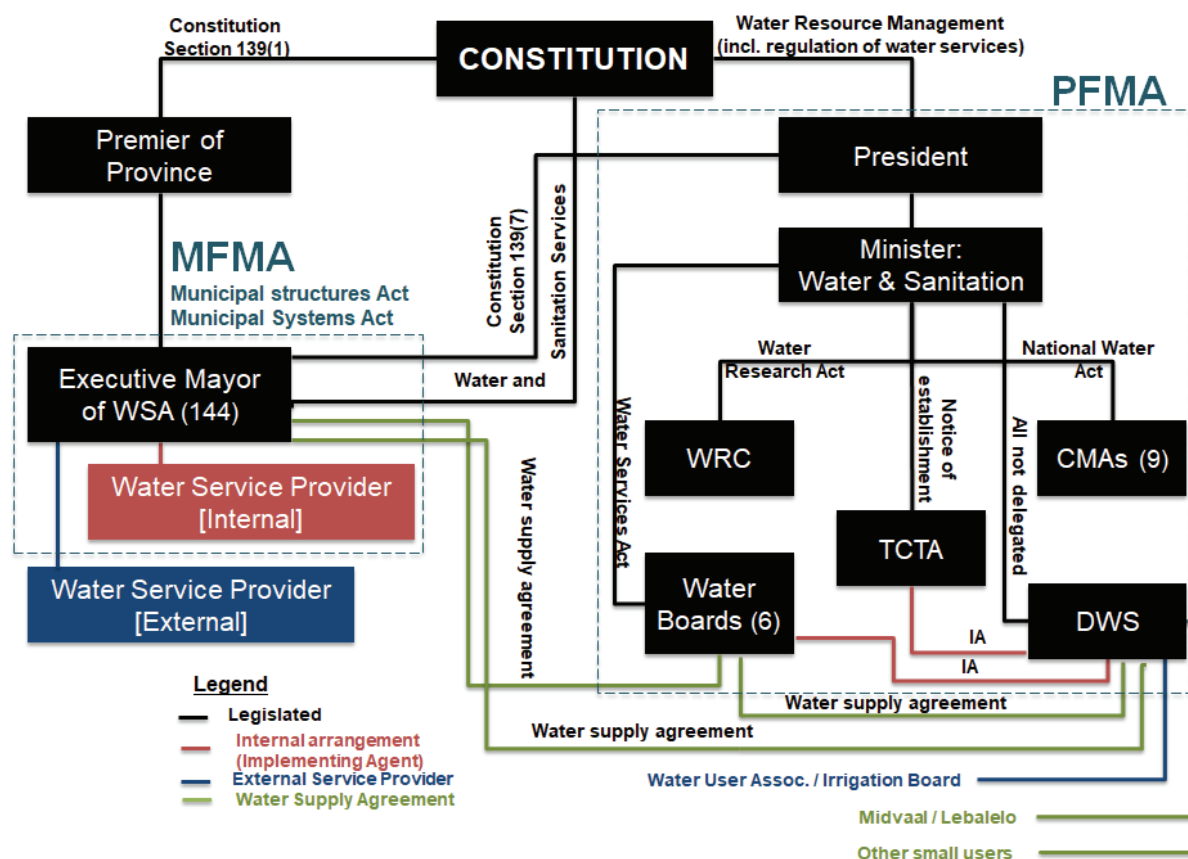 Constitution
Section 139(1)
CONSTITUTION
Water Resource Management
(incl. regulation of water services)
PFMA
Premier of
Province
President
Constitution
Section 139(7)
Sanitation Services
Minister:
Water & Sanitation
MFMA
Municipal structures Act
Municipal Systems Act
Executive Mayor
of WSA (144)
Water and
Water
Research Act
National Water
Act
Water Services Act
Notice of
establishment
All not delegated
WRC
CMAs (9)
Water Service Provider
[Internal]
Water supply agreement
TCTA
Water Service Provider
[External]
Water
Boards (6)
DWS
IA
IA
Legend
Legislated
Internal arrangement
(Implementing Agent)
External Service Provider
Water Supply Agreement
Water supply agreement
Water supply agreement
Water User Assoc. / Irrigation Board
Midvaal / Lebalelo
Other small users